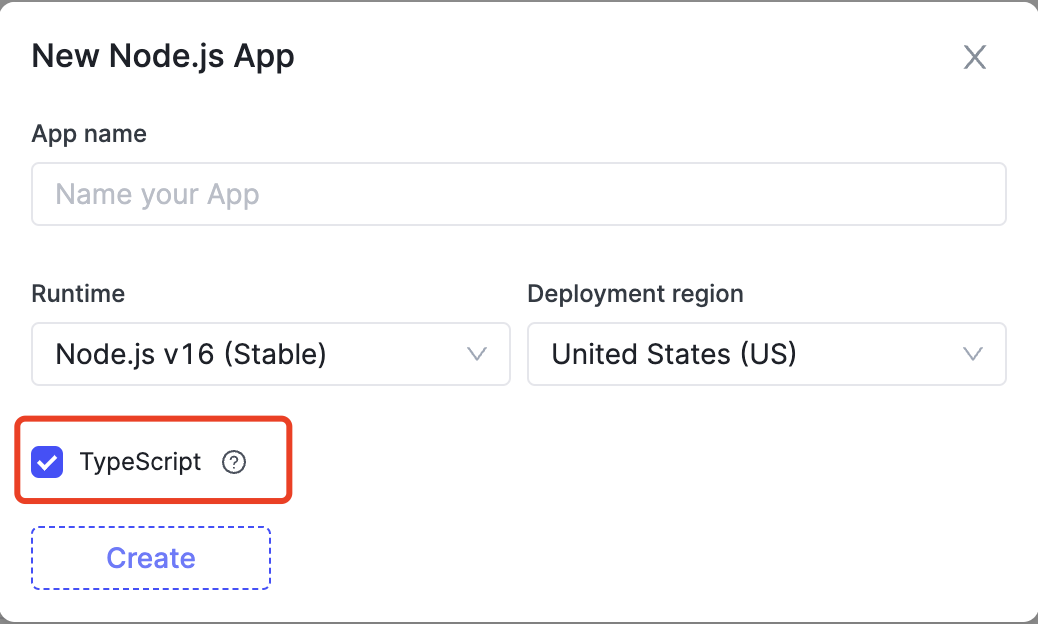 New Node.js App
App name
Name your App
Runtime
Deployment region
Node.js v16 (Stable)
United States (US)
TypeScript ?
Create